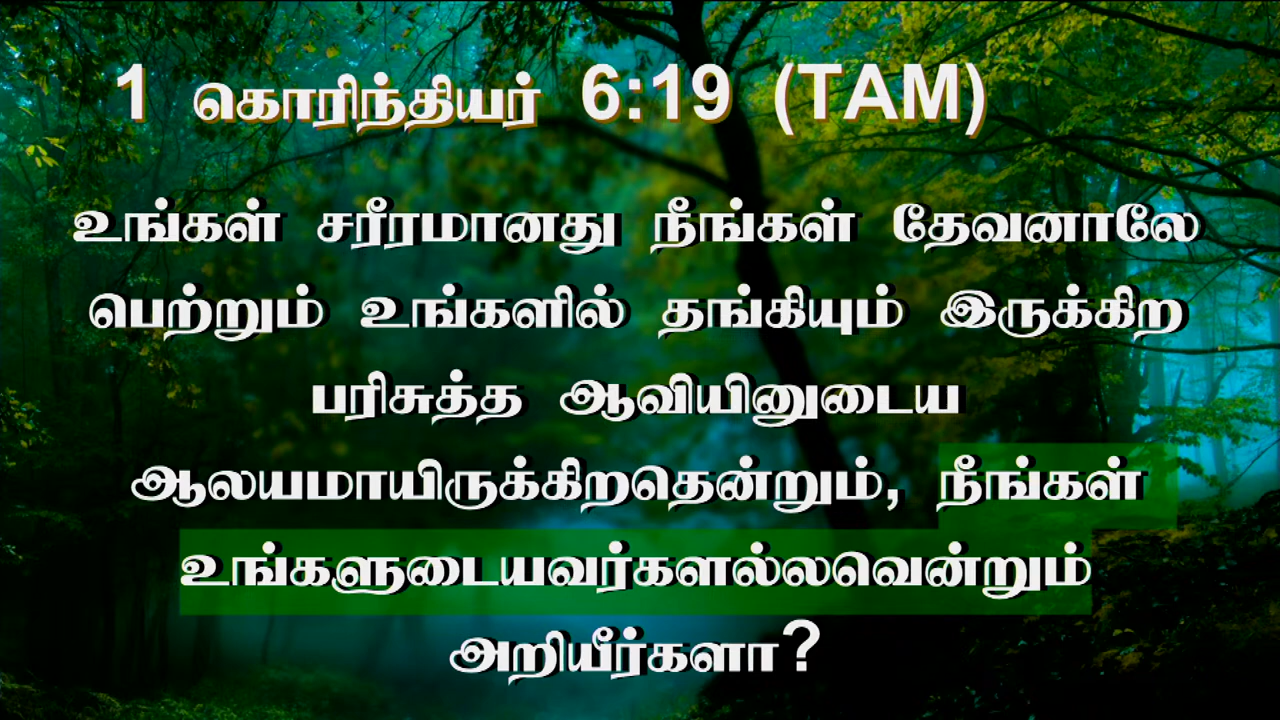 1 கொரிந்தியர் 6:19 (TAM)
உங்கள் சரீரமானது நீங்கள் தேவனாலே
பெற்றும் உங்களில் தங்கியும் இருக்கிற
பரிசுத்த ஆவியினுடைய
ஆலயமாயிருக்கிறதென்றும், நீங்கள்
உங்களுடையவர்களல்லவென்றும்
அறியீர்களா?